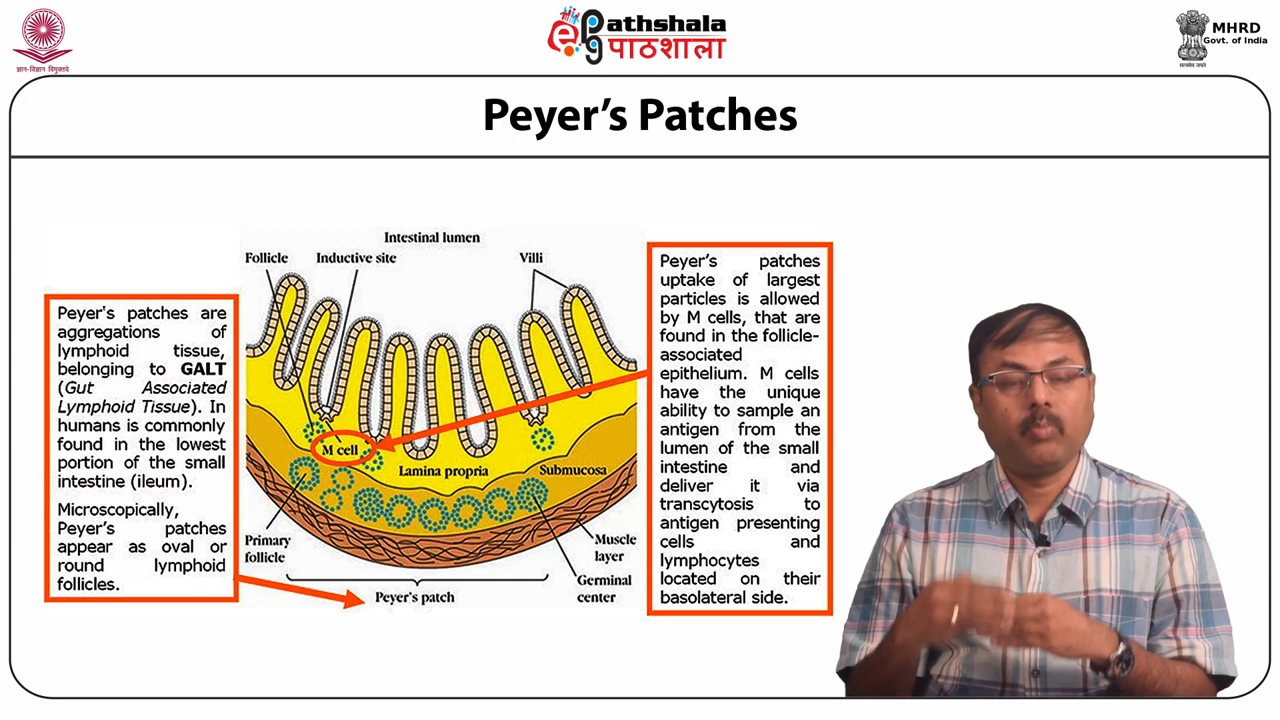 ज्ञान-विज्ञान विमुक्तये
ePathshala
पाठशाला
MHRD
Govt. of India
सत्यमेव जयते
Peyer’s Patches
Peyer's patches are
aggregations of
lymphoid tissue,
belonging to GALT
(Gut Associated
Lymphoid Tissue). In
humans is commonly
found in the lowest
portion of the small
intestine (ileum).
Microscopically,
Peyer’s patches
appear as oval or
round lymphoid
follicles.
Intestinal lumen
Follicle
Inductive site
Villi
M cell
Lamina propria
Submucosa
Primary
follicle
Muscle
layer
Germinal
center
Peyer's patch
Peyer’s patches
uptake of largest
particles is allowed
by M cells, that are
found in the follicle-
associated
epithelium. M cells
have the unique
ability to sample an
antigen from the
lumen of the small
intestine and
deliver it via
transcytosis to
antigen presenting
cells and
lymphocytes
located on their
basolateral side.